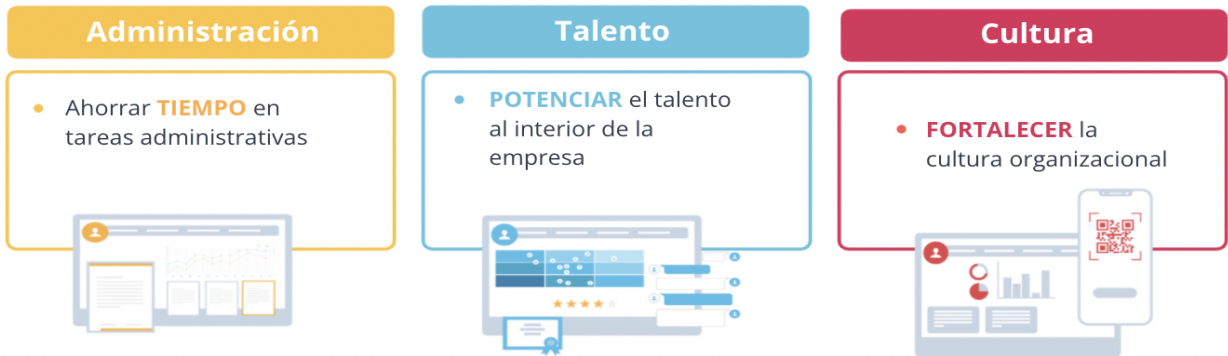 Administración
Ahorrar TIEMPO en
tareas administrativas
Talento
POTENCIAR el talento
al interior de la
empresa
Cultura
FORTALECER la
cultura organizacional